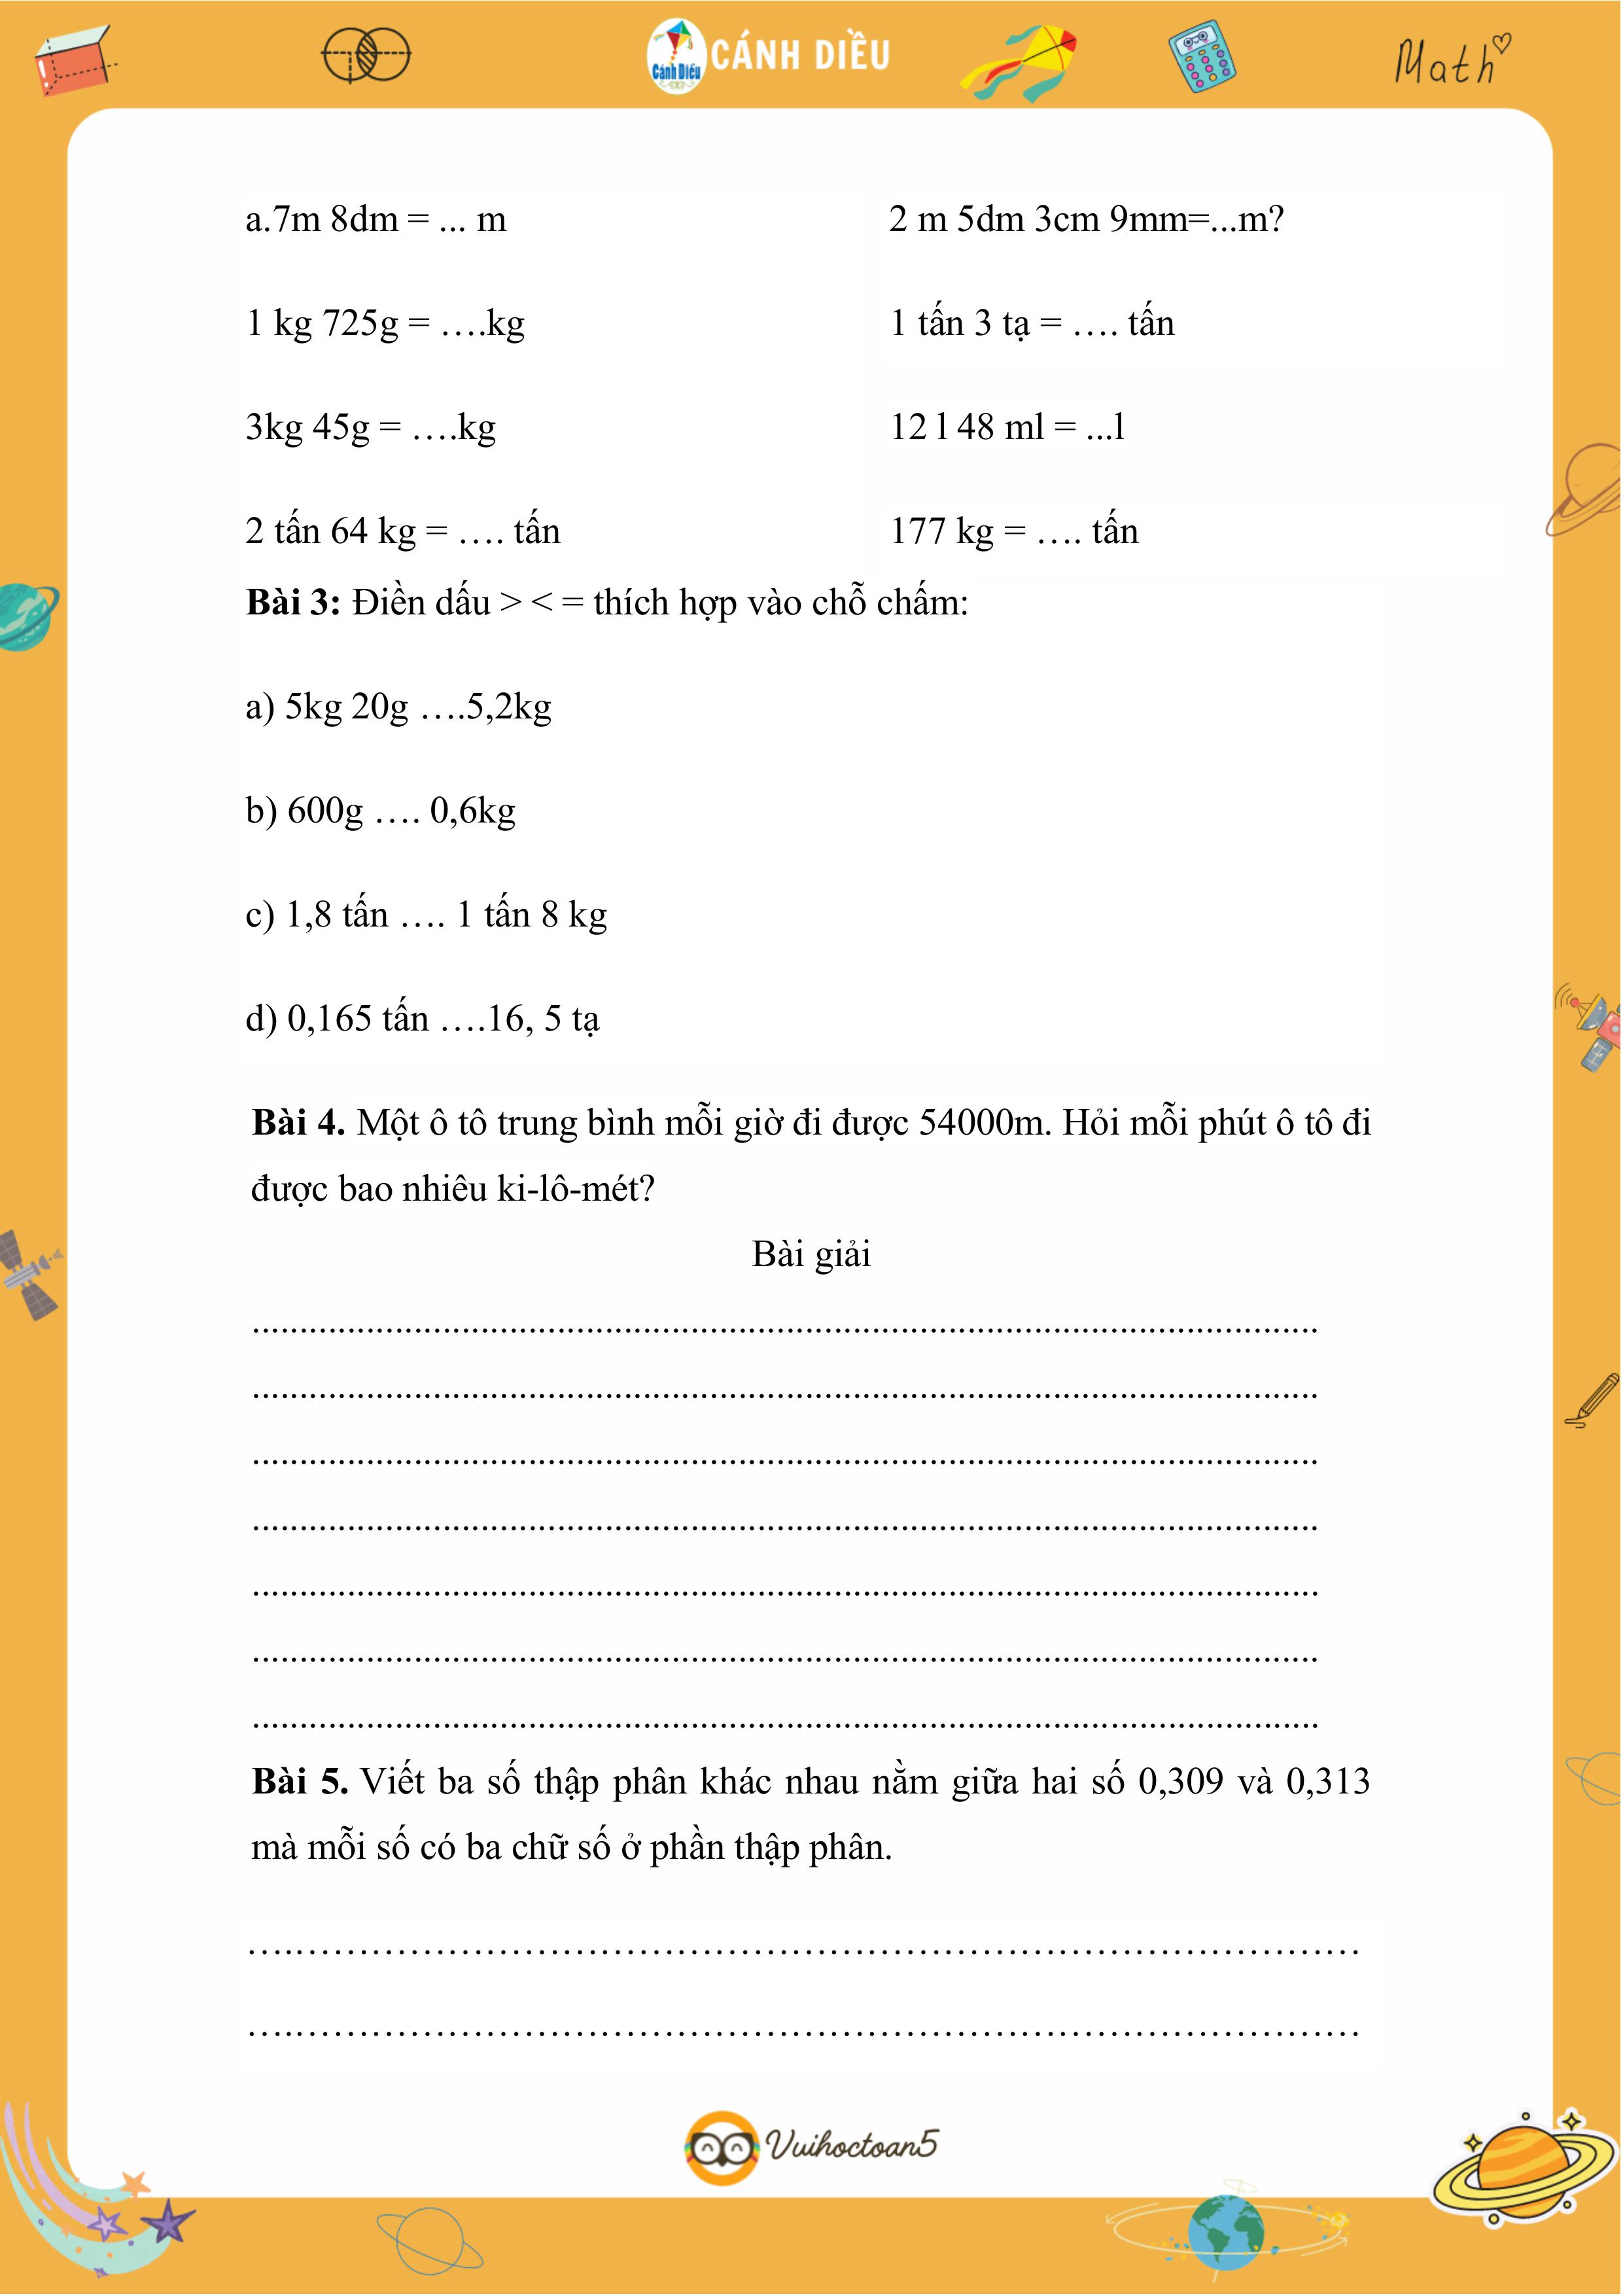 Cánh Diều
CÁNH DIỀU
Math
a.7m 8dm = ... m
2 m 5dm 3cm 9mm=...m?
1 kg 725g = ….kg
1 tấn 3 tạ = …. tấn
3kg 45g = ….kg
12 l 48 ml = ...l
2 tấn 64 kg = …. tấn
177 kg = …. tấn
Bài 3: Điền dấu > < = thích hợp vào chỗ chấm:
a) 5kg 20g ….5,2kg
b) 600g …. 0,6kg
c) 1,8 tấn …. 1 tấn 8 kg
d) 0,165 tấn ….16, 5 tạ
Bài 4. Một ô tô trung bình mỗi giờ đi được 54000m. Hỏi mỗi phút ô tô đi
được bao nhiêu ki-lô-mét?
Bài giải
Bài 5. Viết ba số thập phân khác nhau nằm giữa hai số 0,309 và 0,313
mà mỗi số có ba chữ số ở phần thập phân.
Vuihoctoan5